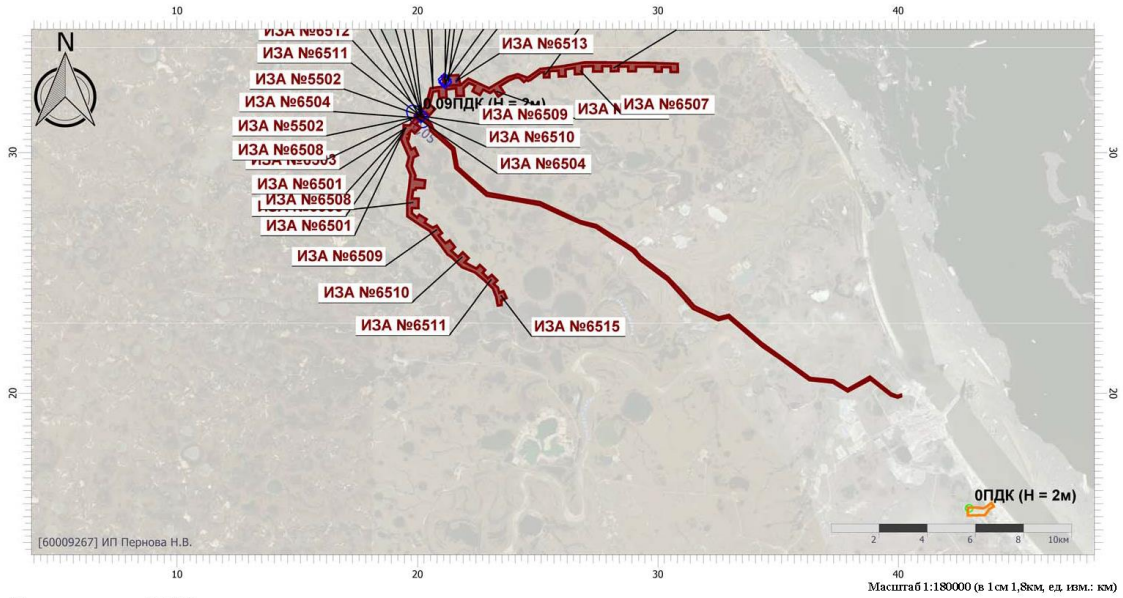 10
30
40
N
ИЗА №6512
ИЗА №6513
ИЗА №6511
ИЗА №5502
0,09ПДК (H = 2м)
ИЗА №6507
ИЗА №6504
ИЗА №6509
ИЗА №5502
ИЗА №6510
ИЗА №6508
ИЗА №6504
30
30
ИЗА №6501
ИЗА №6508
ИЗА №6501
ИЗА №6509
ИЗА №6510
ИЗА №6511
ИЗА №6515
20
20
0ПДК (H = 2м)
[60009267] ИП Пернова Н.В.
2 4 6 8 10км
10 20 30 40
Масштаб 1:180000 (в 1см 1,8км, ед. изм.: км)